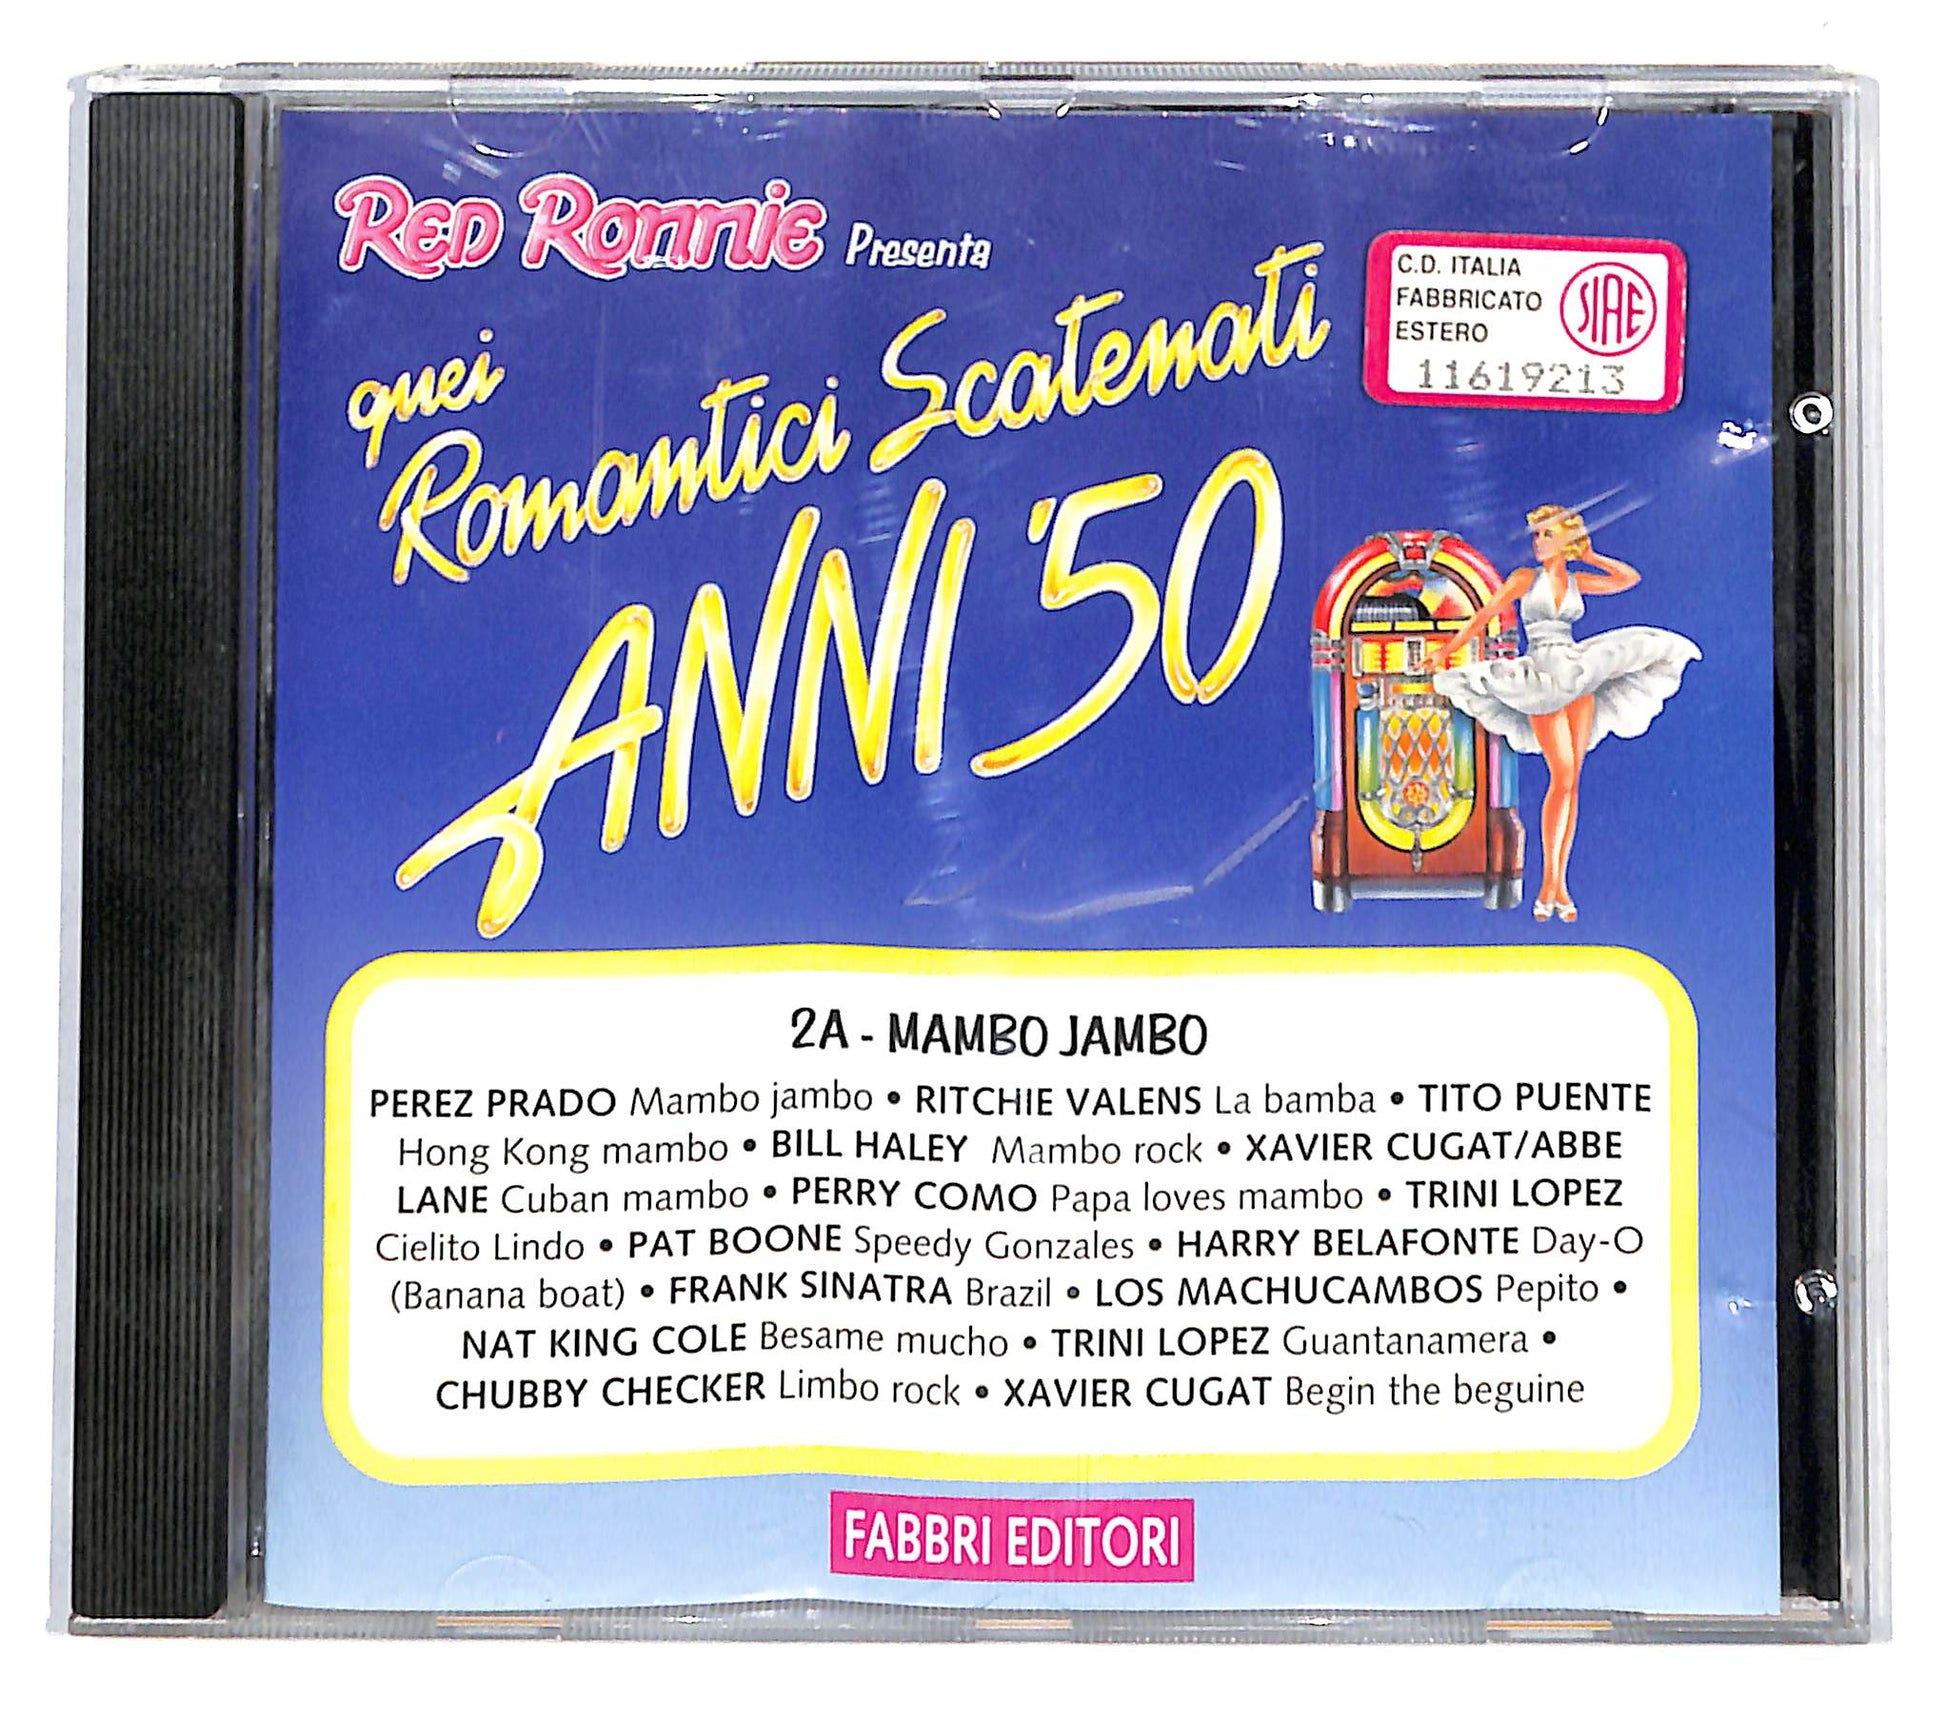 RED RONNIE Presenta
quei
Romantici Scatenati
ANNI '50
C.D. ITALIA
FABBRICATO
ESTERO
SIAE
11619213
2A - MAMBO JAMBO
PEREZ PRADO Mambo jambo • RITCHIE VALENS La bamba • TITO PUENTE
Hong Kong mambo • BILL HALEY Mambo rock • XAVIER CUGAT/ABBE
LANE Cuban mambo • PERRY COMO Papa loves mambo • TRINI LOPEZ
Cielito Lindo • PAT BOONE Speedy Gonzales • HARRY BELAFONTE Day-O
(Banana boat) • FRANK SINATRA Brazil • LOS MACHUCAMBOS Pepito •
NAT KING COLE Besame mucho • TRINI LOPEZ Guantanamera •
CHUBBY CHECKER Limbo rock • XAVIER CUGAT Begin the beguine
FABBRI EDITORI